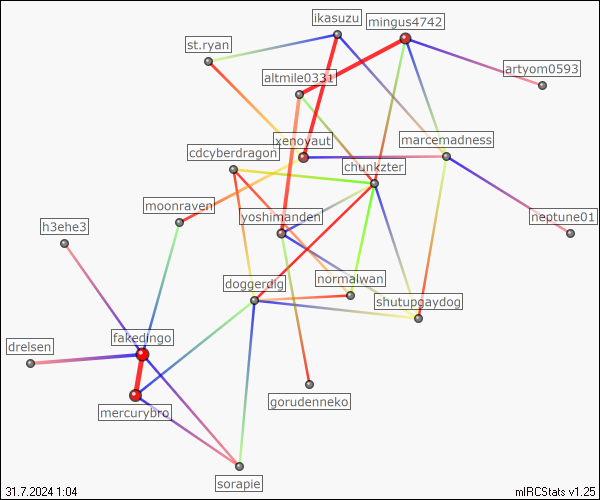 ikasuzu
mingus4742
st.ryan
artyom0593
altmile0331
xenoyaut
marcemadness
cdcyberdragon
chunkzter
moonraven
yoshimanden
neptune01
h3ehe3
normalwan
doggerdig
shutupgaydog
fakedingo
drelsen
gorudenneko
mercurybro
sorapie
31.7.2024 1:04
mIRCStats v1.25